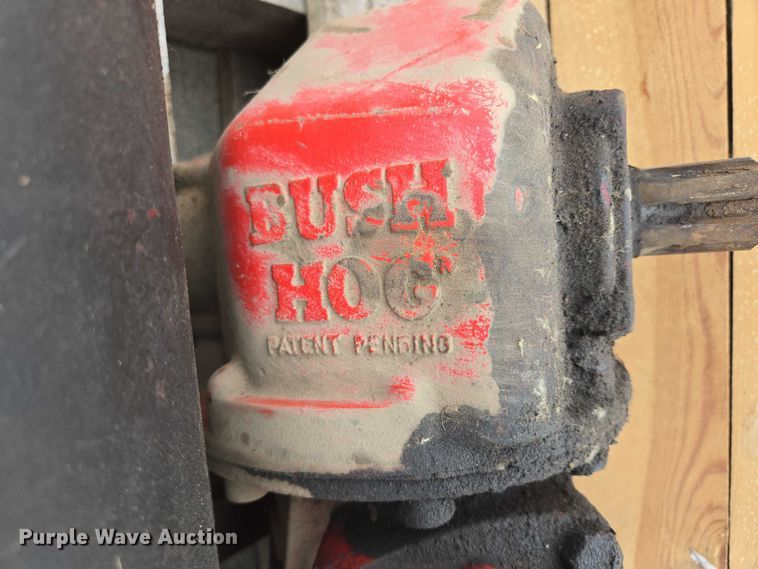 BUSH
HOG
PATENT PENDING
Purple Wave Auction